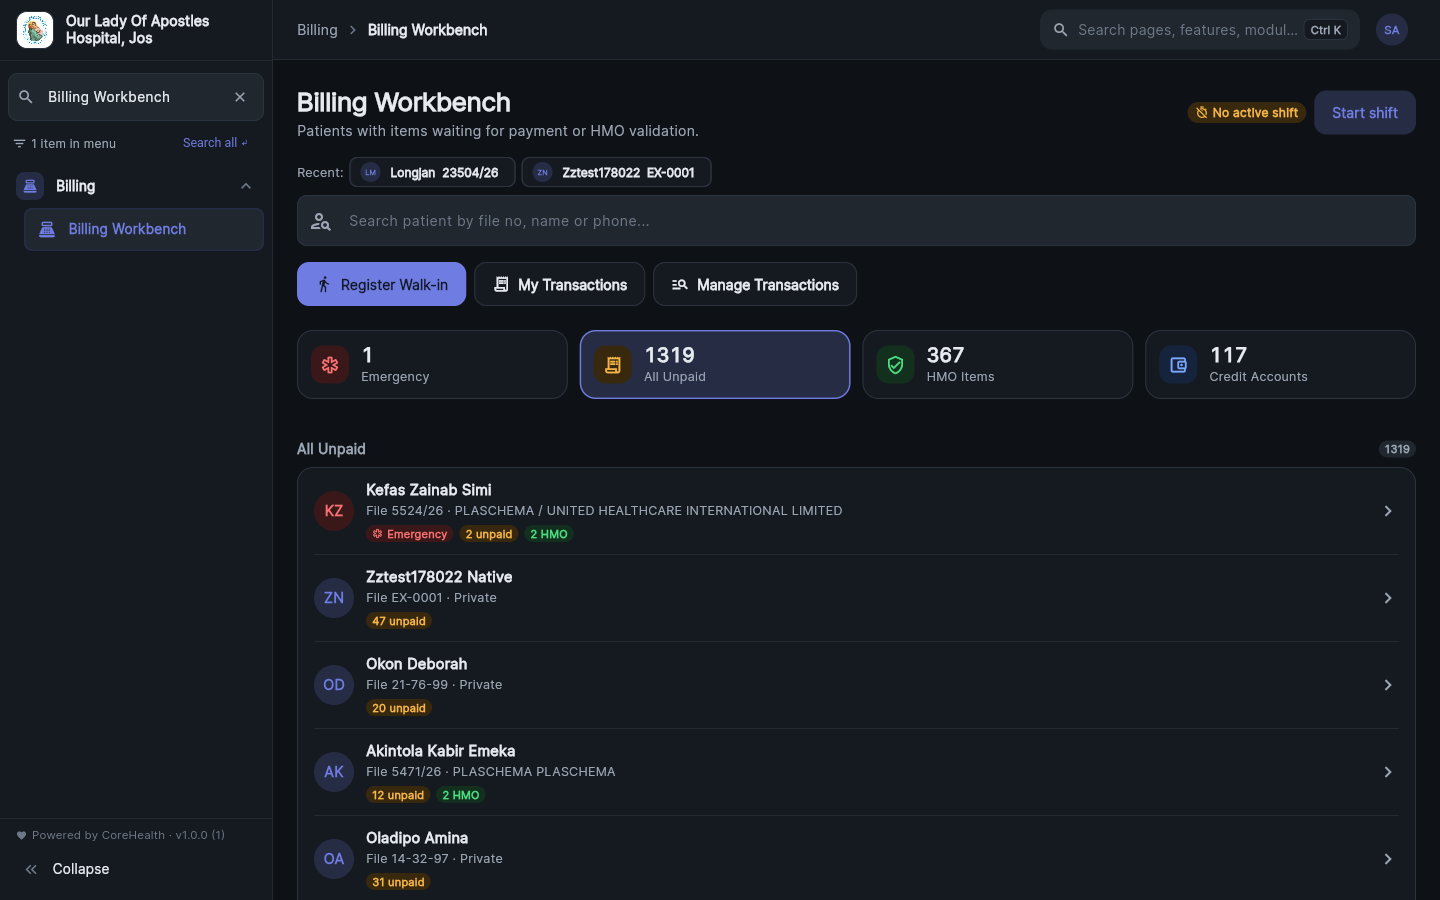 Our Lady Of Apostles
Hospital, Jos
Billing Workbench
1 item in menu
Search all
Billing
Billing Workbench
Powered by CoreHealth · v1.0.0 (1)
Collapse
Billing
Billing Workbench
Search pages, features, modul...
Ctrl K
SA
Billing Workbench
Patients with items waiting for payment or HMO validation.
No active shift
Start shift
Recent:
LM Longjan 23504/26
ZN Zztest178022 EX-0001
Search patient by file no, name or phone...
Register Walk-in
My Transactions
Manage Transactions
1
Emergency
1319
All Unpaid
367
HMO Items
117
Credit Accounts
All Unpaid
1319
KZ
Kefas Zainab Simi
File 5524/26 · PLASCHEMA / UNITED HEALTHCARE INTERNATIONAL LIMITED
Emergency
2 unpaid
2 HMO
ZN
Zztest178022 Native
File EX-0001 · Private
47 unpaid
OD
Okon Deborah
File 21-76-99 · Private
20 unpaid
AK
Akintola Kabir Emeka
File 5471/26 · PLASCHEMA PLASCHEMA
12 unpaid
2 HMO
OA
Oladipo Amina
File 14-32-97 · Private
31 unpaid